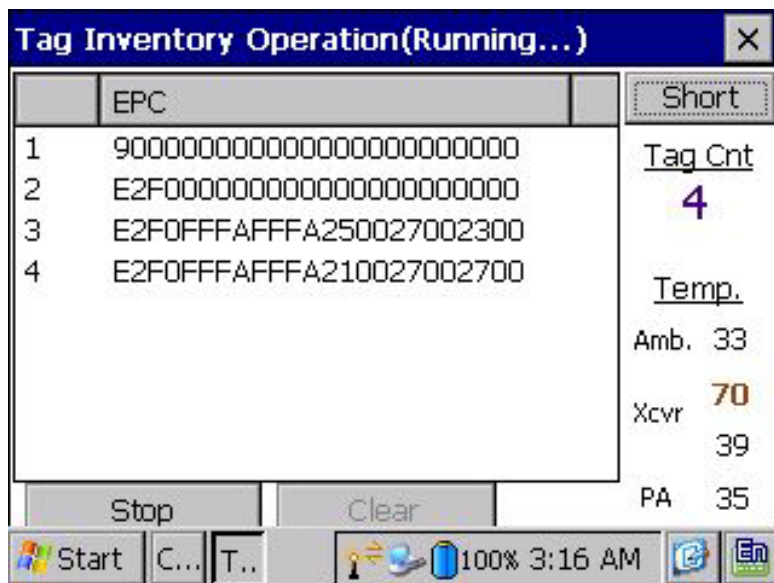 Tag Inventory Operation(Running...)
EPC
Short
1 900000000000000000000000
2 E2F000000000000000000000
3 E2F0FFFAFFFA250027002300
4 E2F0FFFAFFFA210027002700
Tag Cnt
4
Temp.
Amb. 33
Xcvr 70
39
PA 35
Stop Clear
Start C... T.. 100% 3:16 AM En